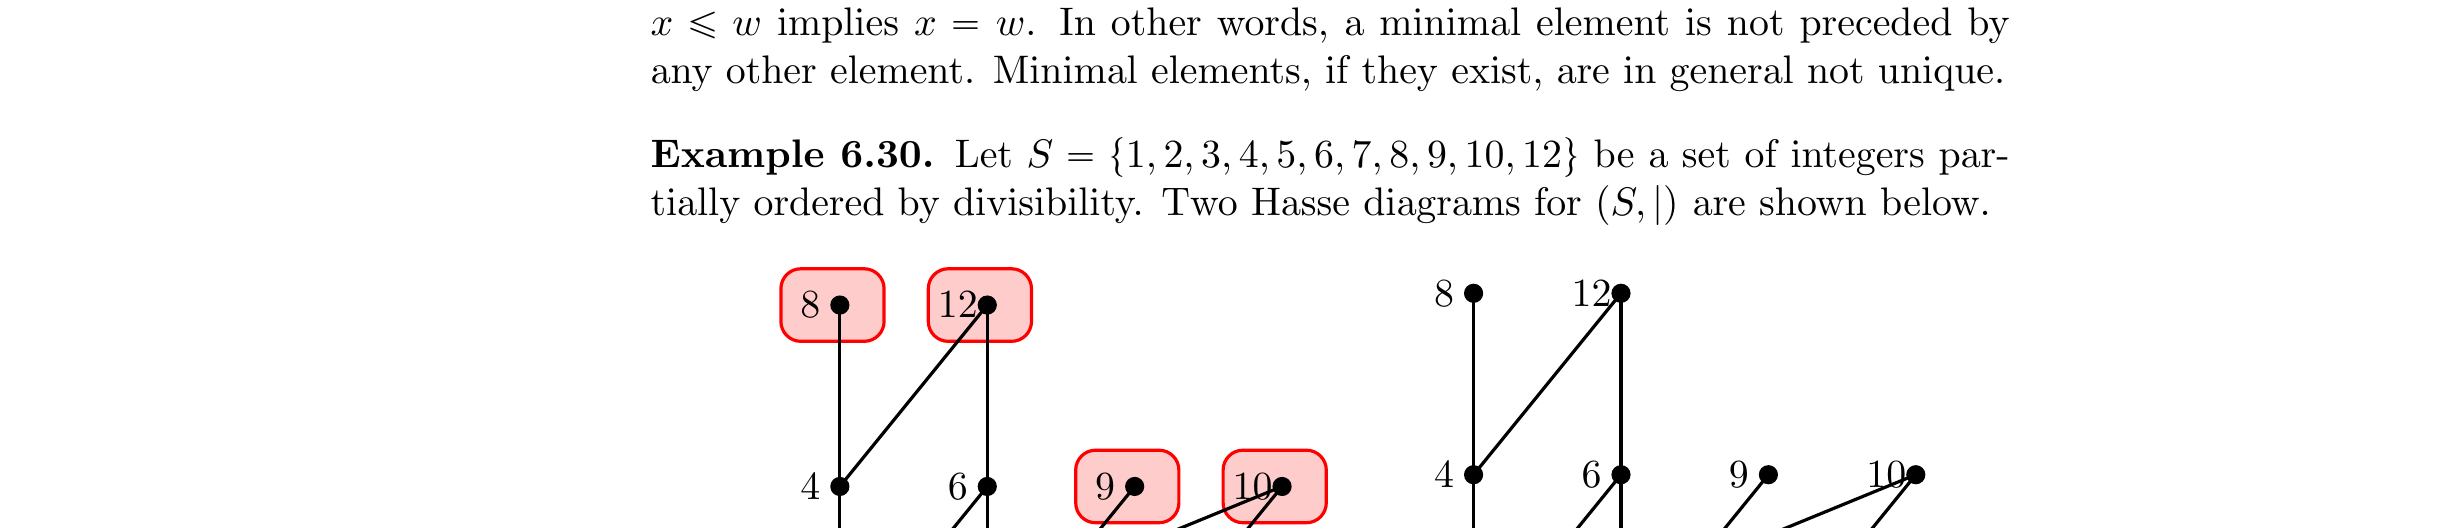 x ⩽ w implies x = w. In other words, a minimal element is not preceded by
any other element. Minimal elements, if they exist, are in general not unique.
Example 6.30. Let S = {1, 2, 3, 4, 5, 6, 7, 8, 9, 10, 12} be a set of integers par-
tially ordered by divisibility. Two Hasse diagrams for (S, |) are shown below.
8 12 8 12
4 6 9 10 4 6 9 10